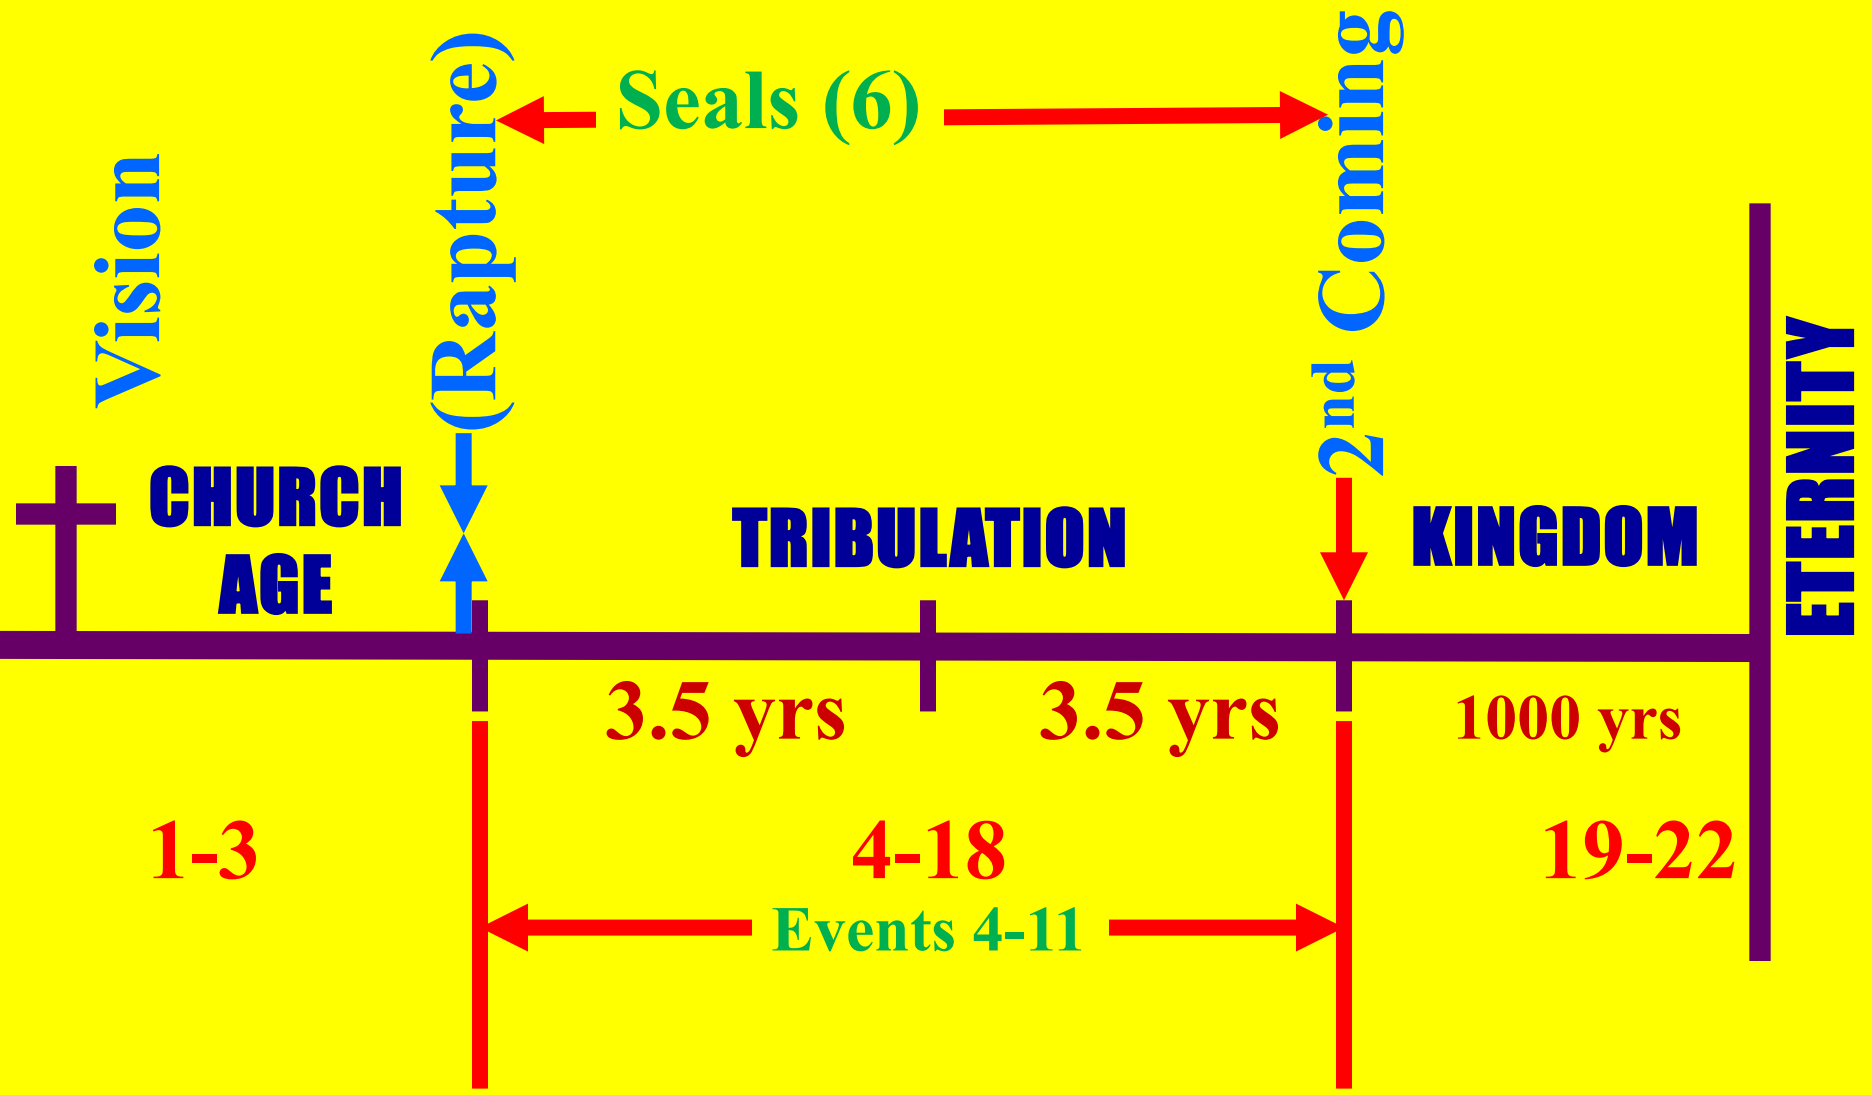 Vision
(Rapture)
Seals (6)
2nd Coming
CHURCH
AGE
TRIBULATION
KINGDOM
ETERNITY
3.5 yrs
3.5 yrs
1000 yrs
1-3
4-18
19-22
Events 4-11